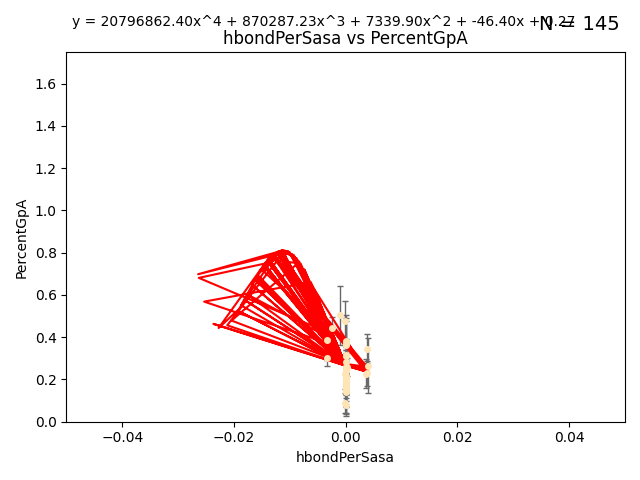 y = 20796862.40x^4 + 870287.23x^3 + 7339.90x^2 + -46.40x + 0.27
N = 145
hbondPerSasa vs PercentGpA
1.6
1.4
1.2
1.0
0.8
0.6
0.4
0.2
0.0
PercentGpA
−0.04 −0.02 0.00 0.02 0.04
hbondPerSasa